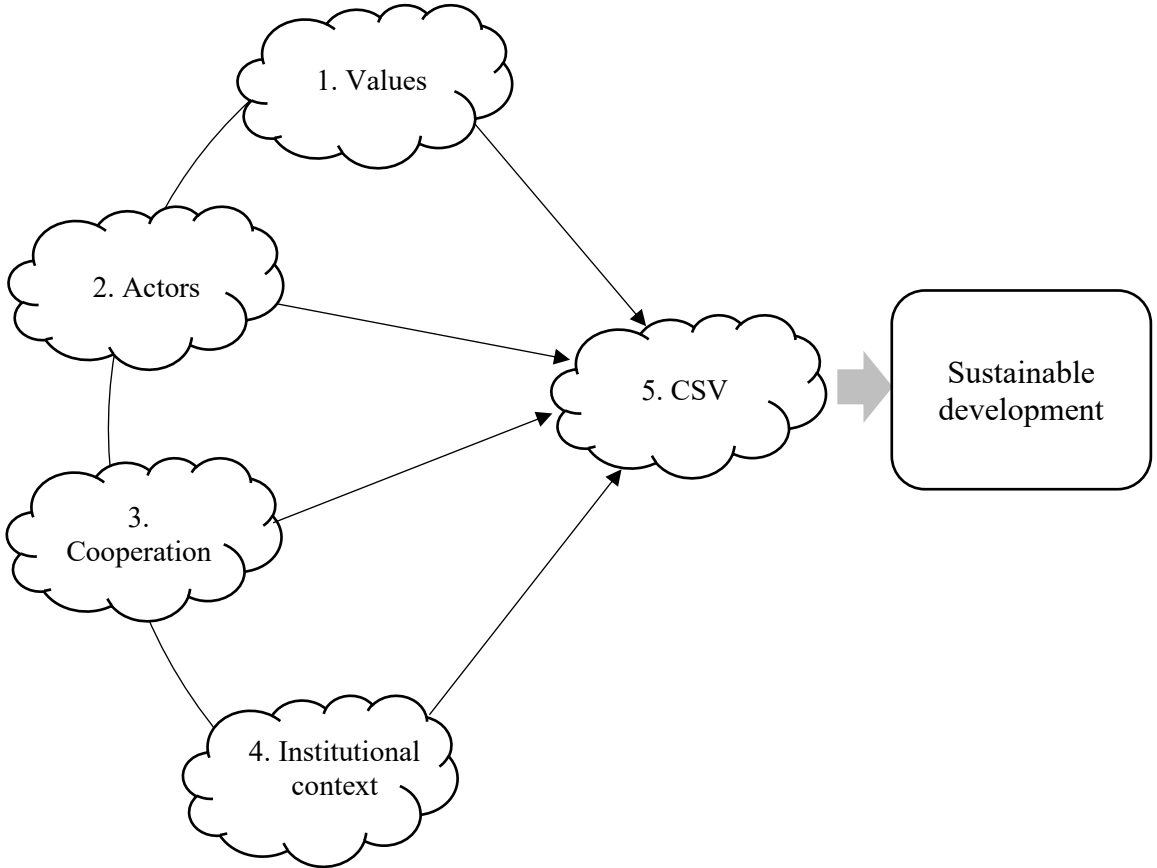 1. Values
2. Actors
5. CSV
Sustainable
development
3.
Cooperation
4. Institutional
context